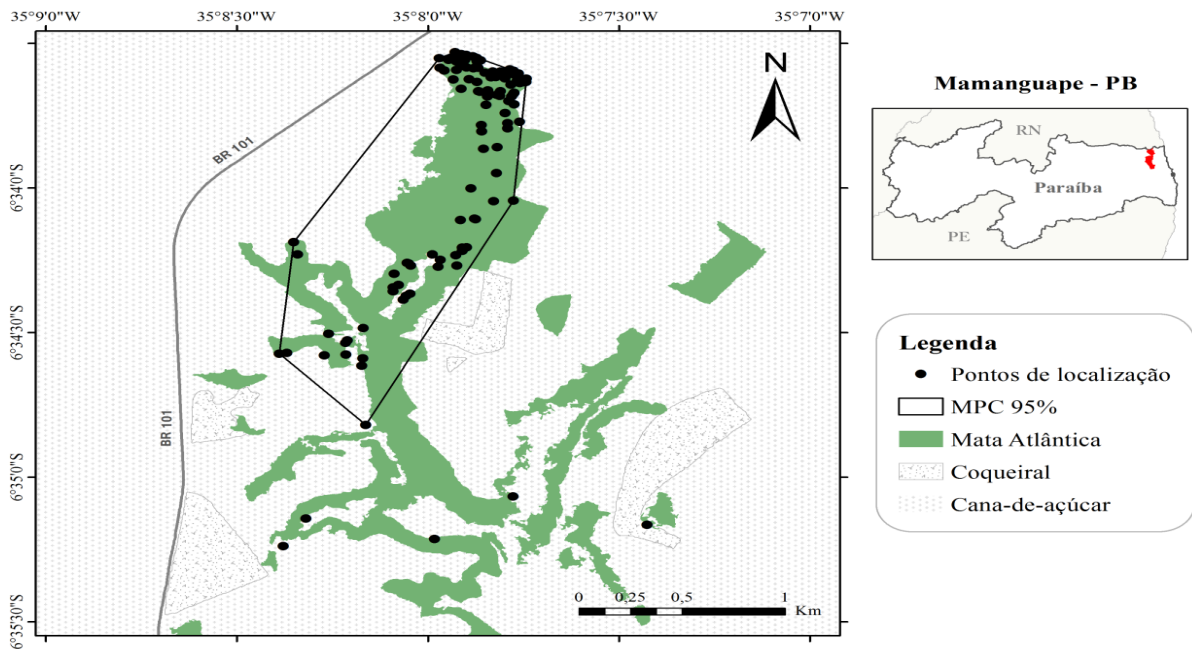 35°9'0"W 35°8'30"W 35°8'0"W 35°7'30"W 35°7'0"W
6°34'0"S
6°34'30"S
6°35'0"S
6°35'30"S
BR 101
BR 101
N
0 0,25 0,5 1
Km
Mamanguape - PB
RN
Paraíba
PE
Legenda
Pontos de localização
MPC 95%
Mata Atlântica
Coqueiral
Cana-de-açúcar